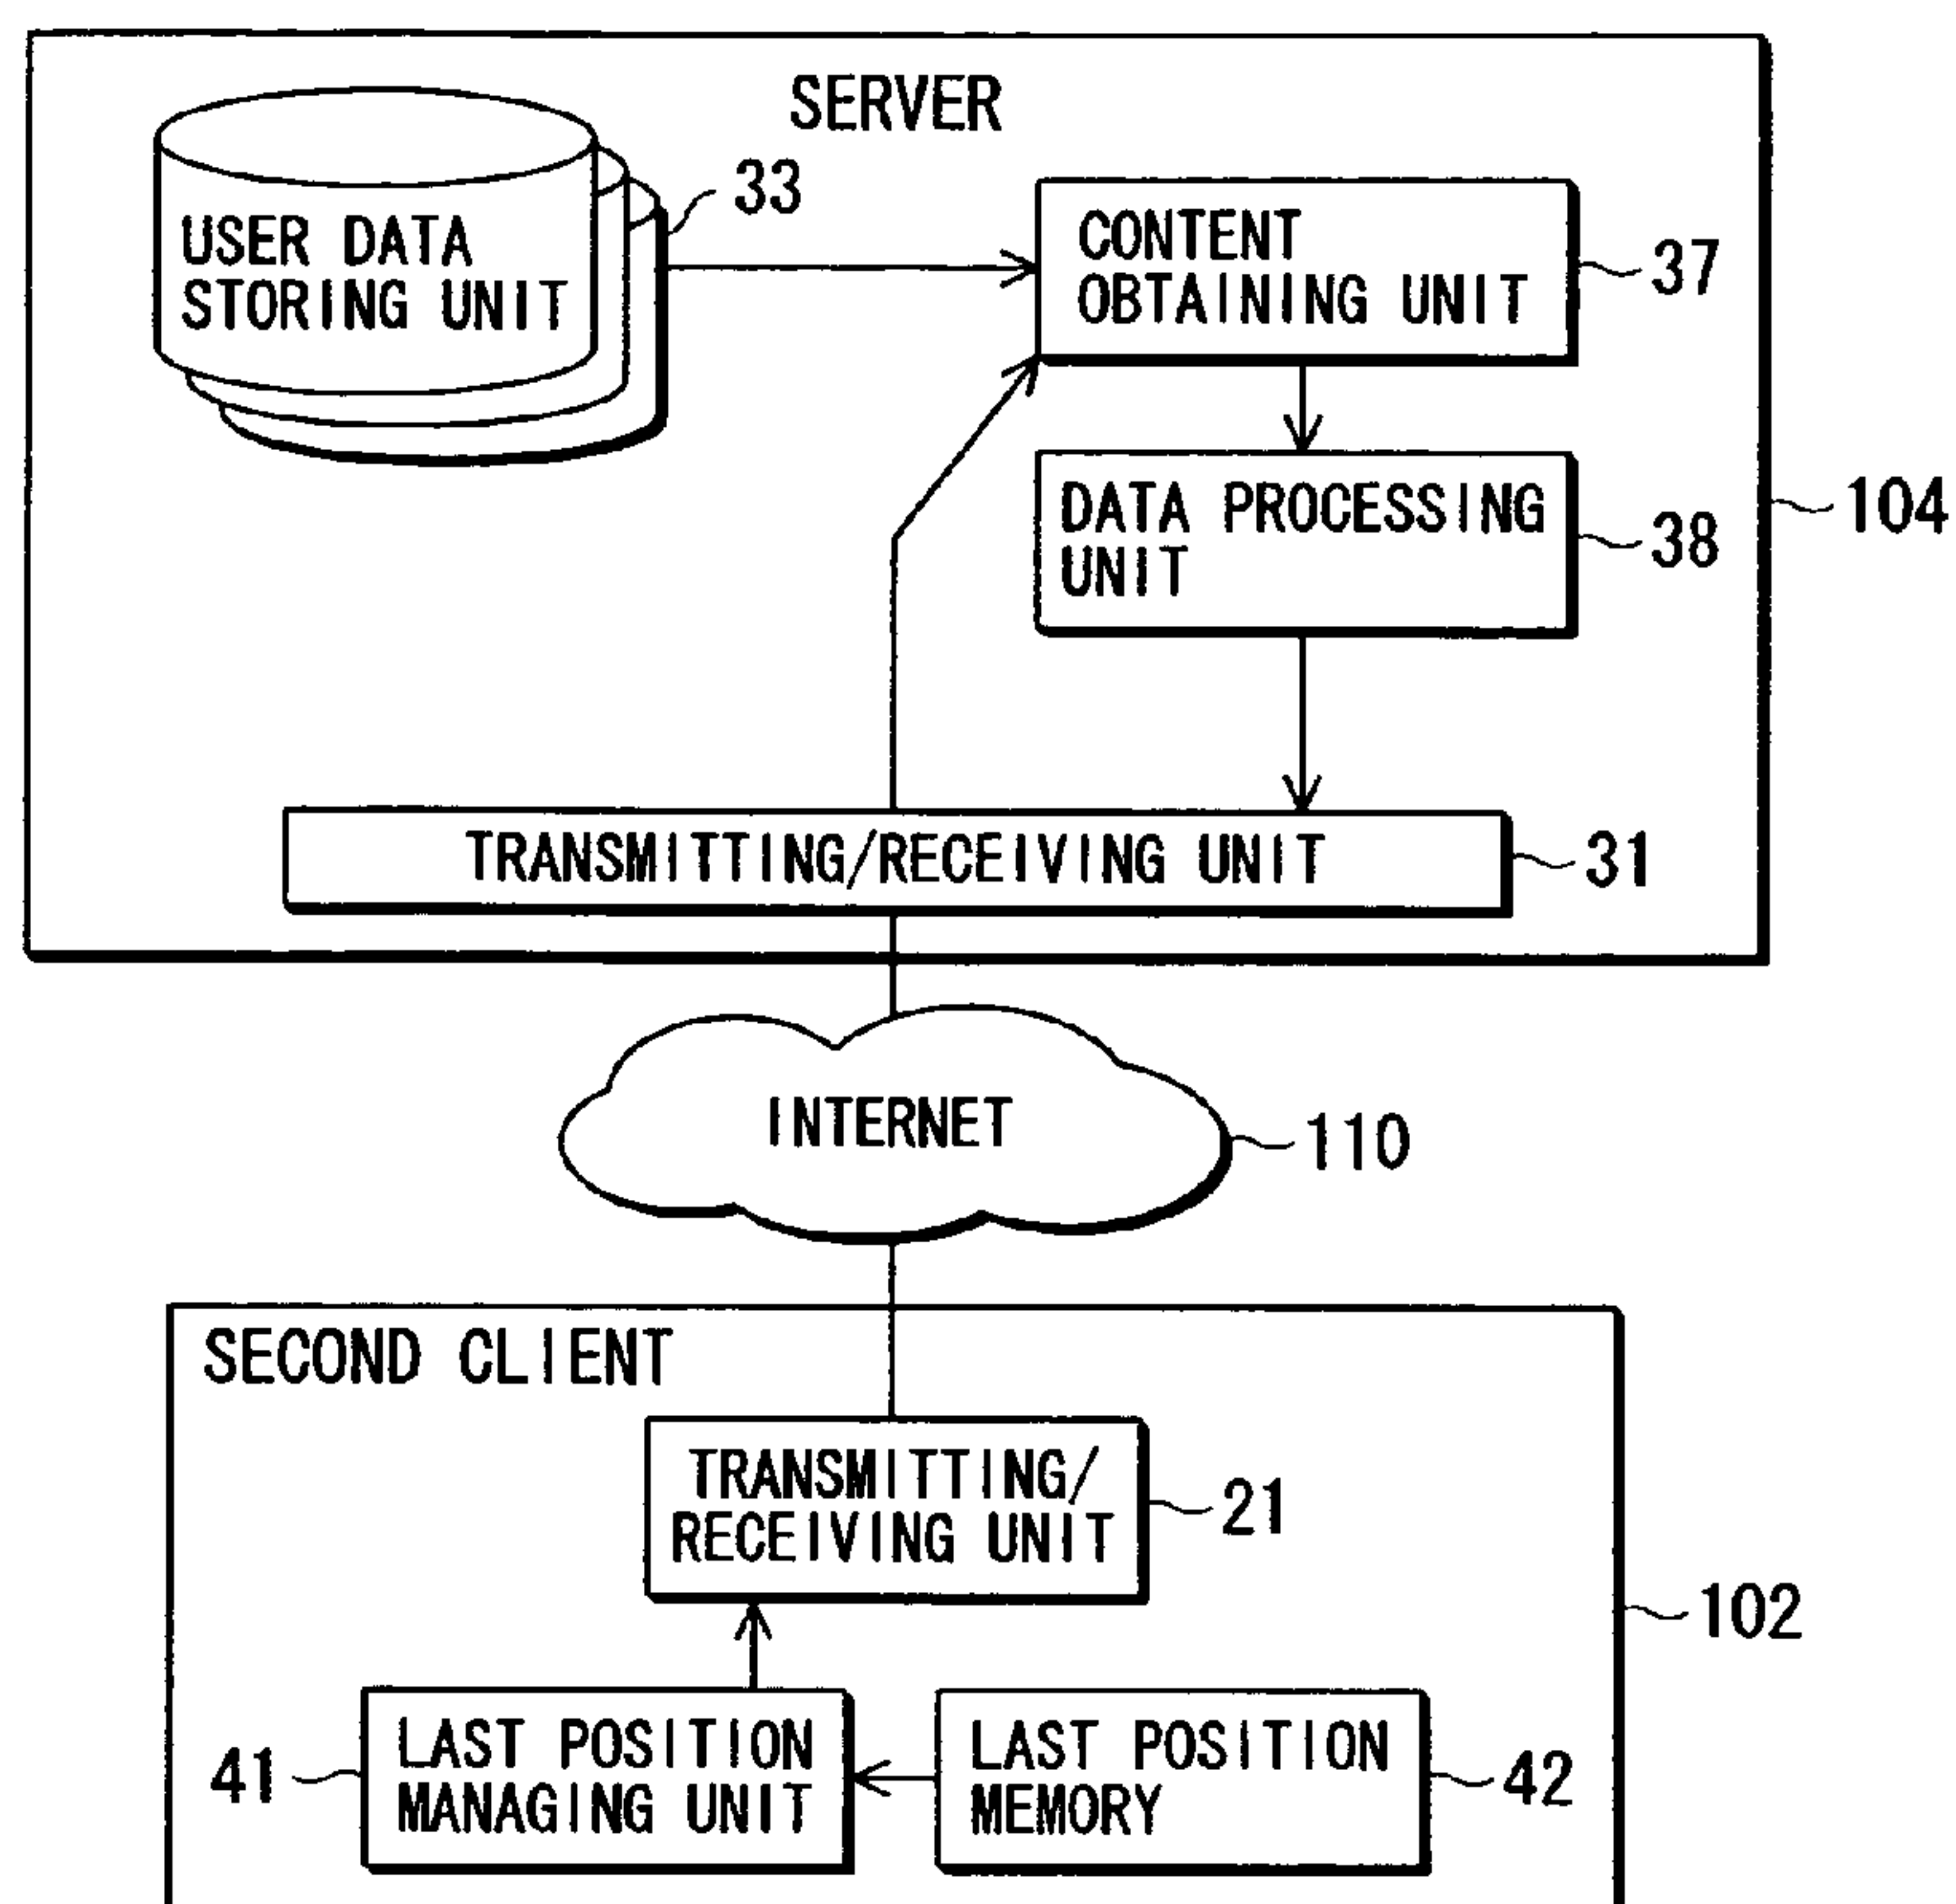 SERVER
USER DATA
STORING UNIT
33
CONTENT
OBTAINING UNIT
37
DATA PROCESSING
UNIT
38
104
TRANSMITTING/RECEIVING UNIT
31
INTERNET
110
SECOND CLIENT
TRANSMITTING/
RECEIVING UNIT
21
102
41
LAST POSITION
MANAGING UNIT
LAST POSITION
MEMORY
42